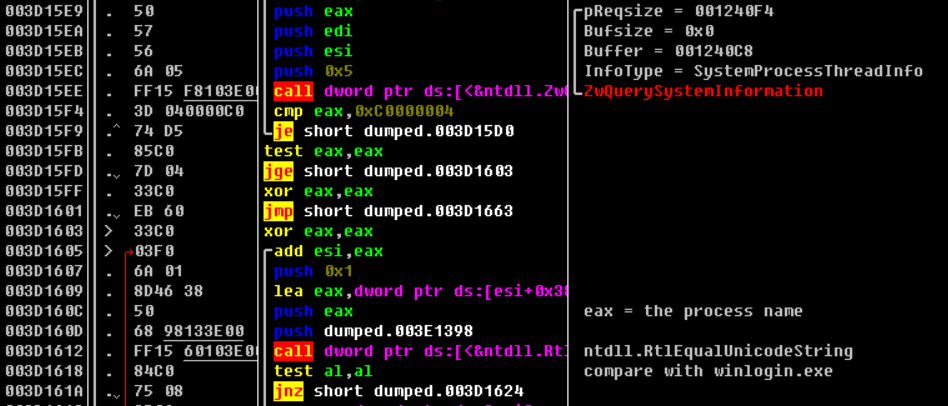 003D15E9 . 50 push eax pReqsize = 001240F4
003D15EA . 57 push edi Bufsize = 0x0
003D15EB . 56 push esi Buffer = 001240C8
003D15EC . 6A 05 push 0x5 InfoType = SystemProcessThreadInfo
003D15EE . FF15 F8103E00 call dword ptr ds:[<&ntdll.ZwQ ZwQuerySystemInformation
003D15F4 . 3D 040000C0 cmp eax,0xC0000004
003D15F9 .^ 74 D5 je short dumped.003D15D0
003D15FB . 85C0 test eax,eax
003D15FD .v 7D 04 jge short dumped.003D1603
003D15FF . 33C0 xor eax,eax
003D1601 .v EB 60 jmp short dumped.003D1663
003D1603 > 33C0 xor eax,eax
003D1605 > 03F0 add esi,eax
003D1607 . 6A 01 push 0x1
003D1609 . 8D46 38 lea eax,dword ptr ds:[esi+0x38
003D160C . 50 push eax eax = the process name
003D160D . 68 98133E00 push dumped.003E1398
003D1612 . FF15 60103E00 call dword ptr ds:[<&ntdll.Rtl ntdll.RtlEqualUnicodeString
003D1618 . 84C0 test al,al compare with winlogin.exe
003D161A .v 75 08 jnz short dumped.003D1624